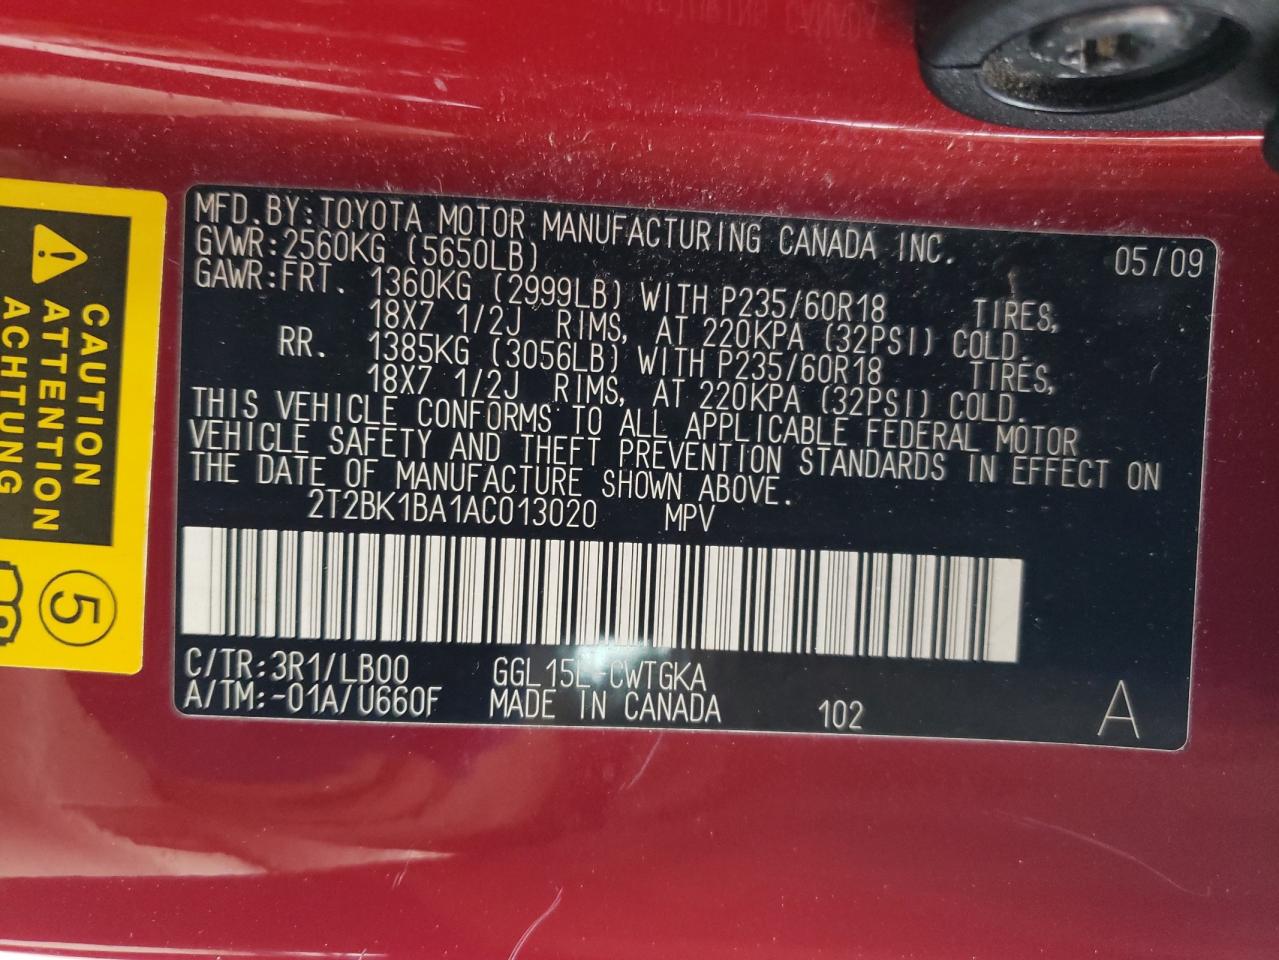 MFD.BY:TOYOTA MOTOR MANUFACTURING CANADA INC. 05/09
GVWR:2560KG (5650LB)
GAWR:FRT. 1360KG (2999LB) WITH P235/60R18 TIRES,
18X7 1/2J RIMS, AT 220KPA (32PSI) COLD.
RR. 1385KG (3056LB) WITH P235/60R18 TIRES,
18X7 1/2J RIMS, AT 220KPA (32PSI) COLD.
THIS VEHICLE CONFORMS TO ALL APPLICABLE FEDERAL MOTOR
VEHICLE SAFETY AND THEFT PREVENTION STANDARDS IN EFFECT ON
THE DATE OF MANUFACTURE SHOWN ABOVE.
2T2BK1BA1AC013020 MPV
C/TR:3R1/LB00 GGL15L-CWTGKA
A/TM:-01A/U660F MADE IN CANADA 102 A
CAUTION
ATTENTION
ACHTUNG
5